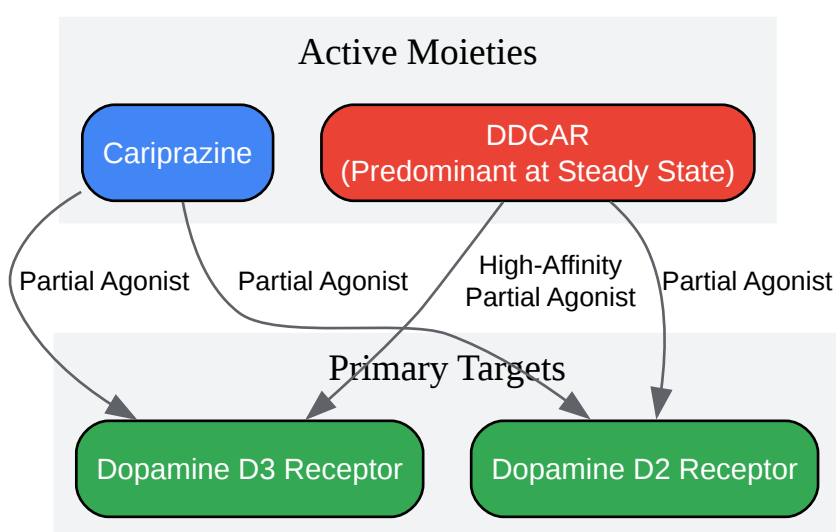 Active Moieties
Cariprazine
DDCAR
(Predominant at Steady State)
Partial Agonist
Partial Agonist
High-Affinity
Partial Agonist
Partial Agonist
Primary Targets
Dopamine D3 Receptor
Dopamine D2 Receptor